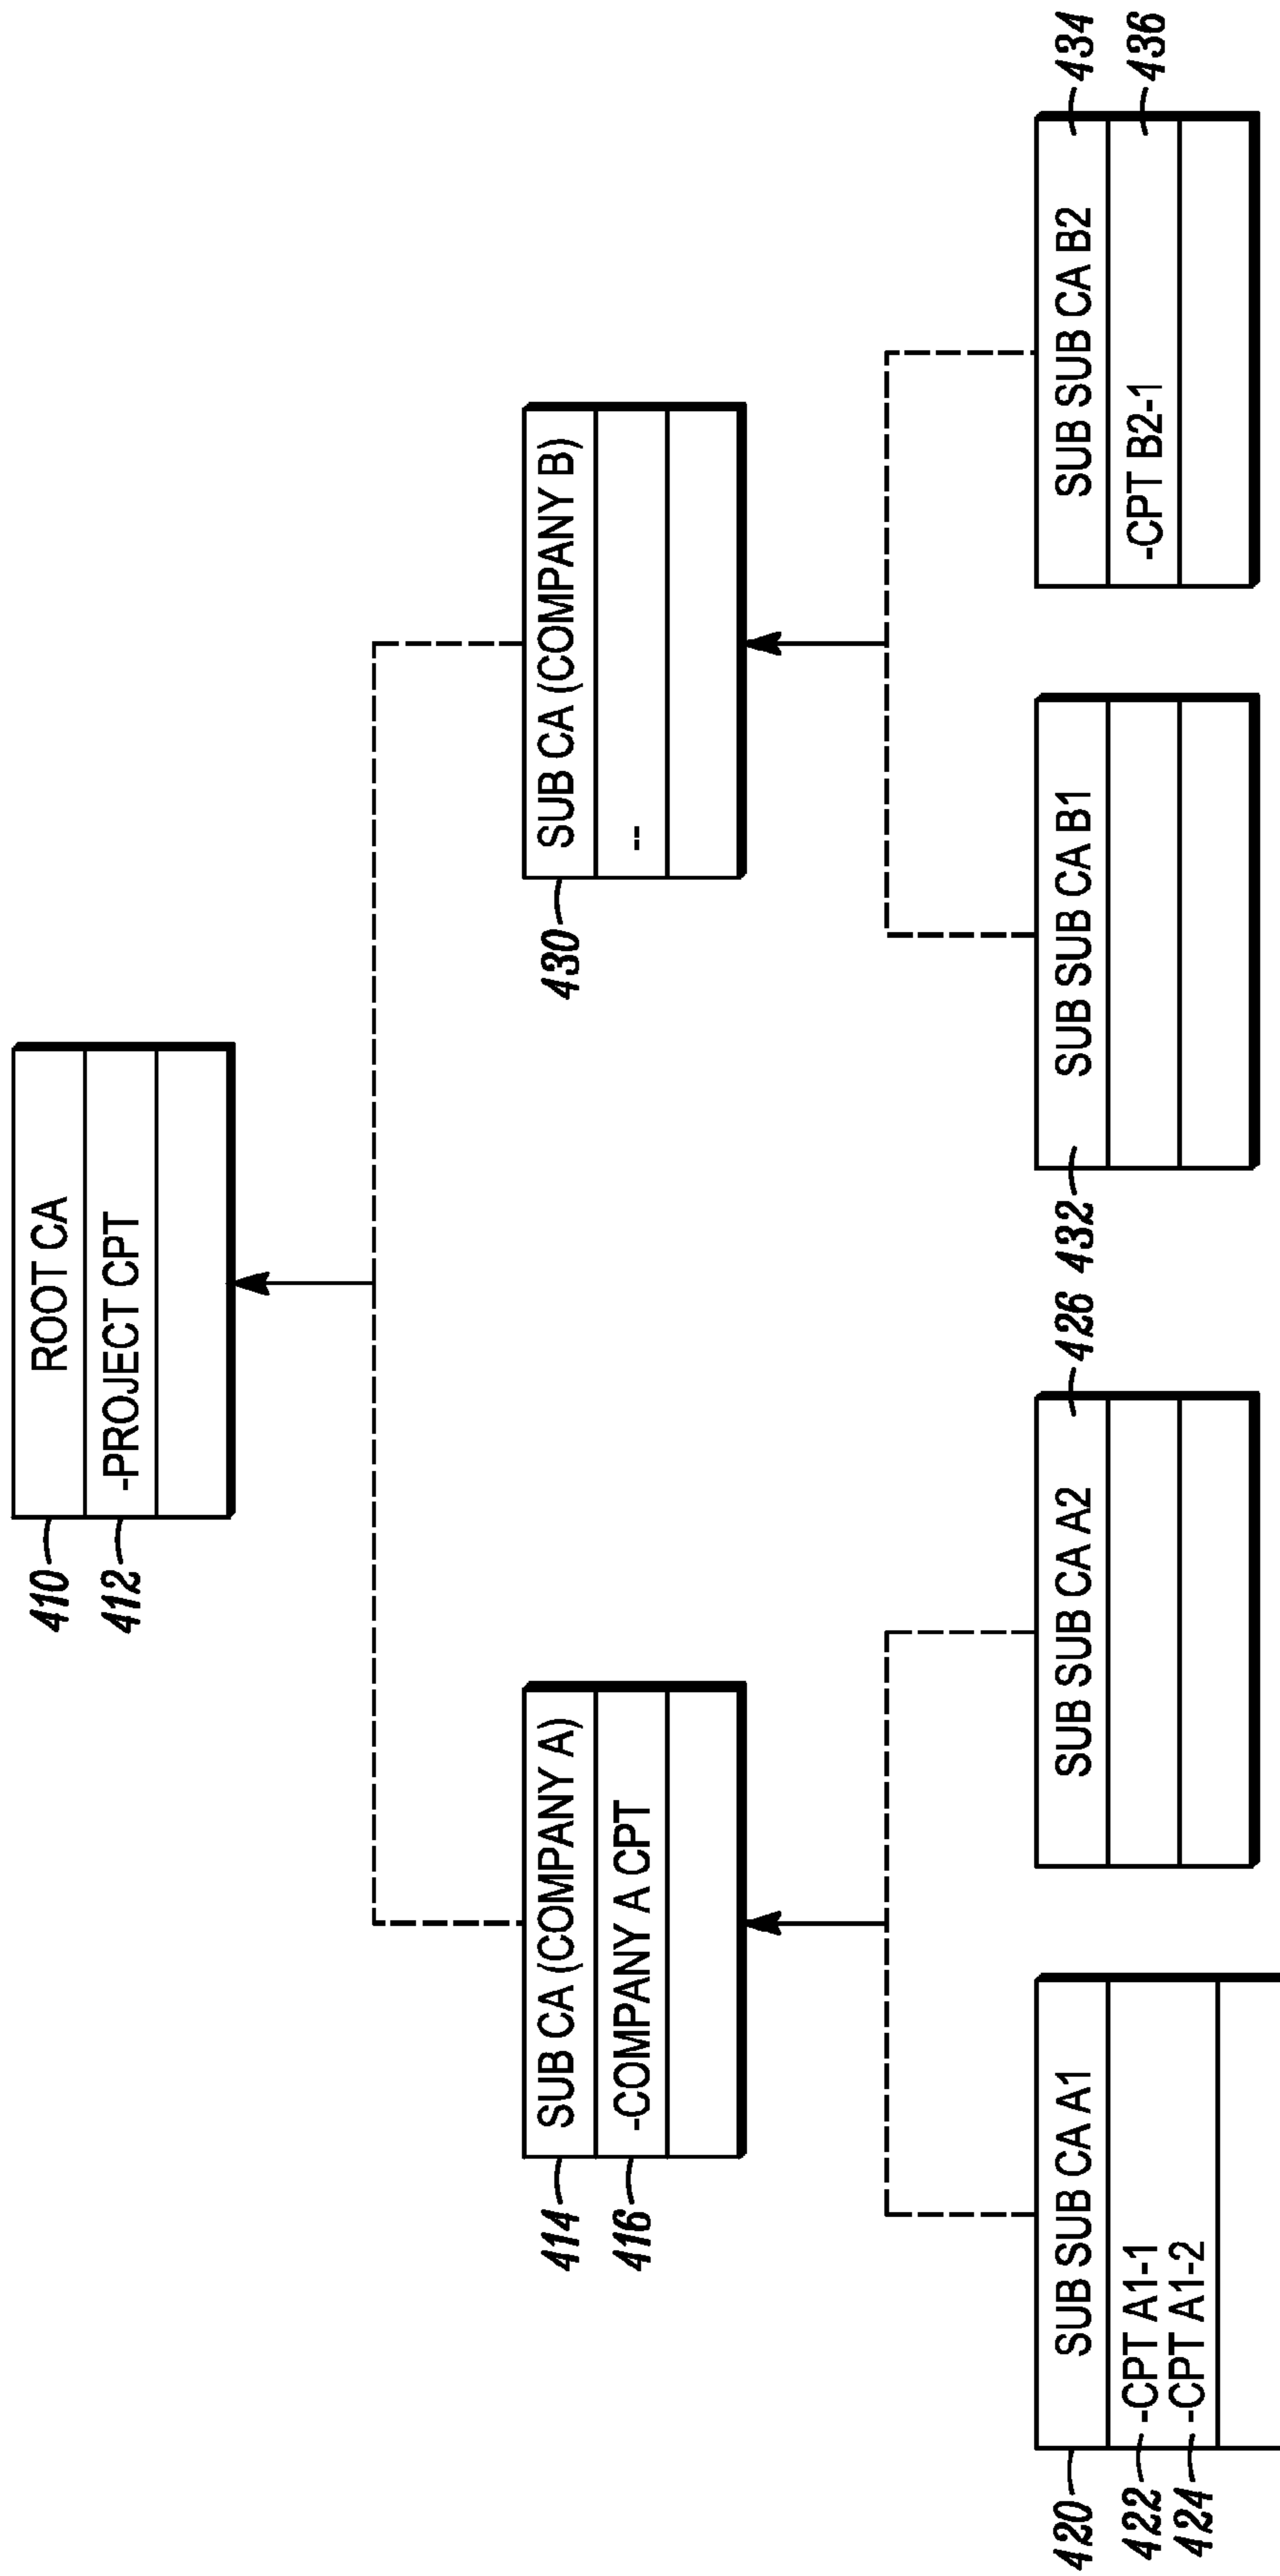 410
ROOT CA
412
-PROJECT CPT
414
SUB CA (COMPANY A)
416
-COMPANY A CPT
430
SUB CA (COMPANY B)
--
420
SUB SUB CA A1
422
-CPT A1-1
424
-CPT A1-2
SUB SUB CA A2
426
432
SUB SUB CA B1
SUB SUB CA B2
434
-CPT B2-1
436